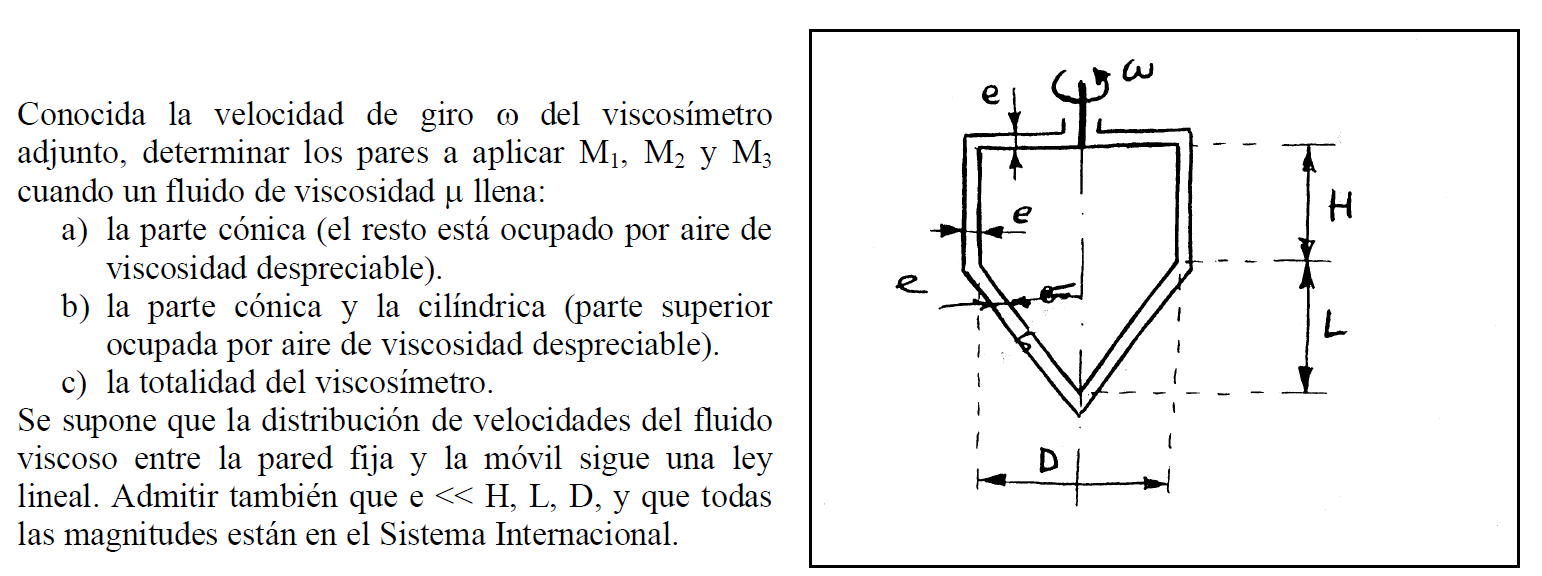 Conocida la velocidad de giro ω del viscosímetro
adjunto, determinar los pares a aplicar M₁, M₂ y M₃
cuando un fluido de viscosidad μ llena:
a) la parte cónica (el resto está ocupado por aire de
viscosidad despreciable).
b) la parte cónica y la cilíndrica (parte superior
ocupada por aire de viscosidad despreciable).
c) la totalidad del viscosímetro.
Se supone que la distribución de velocidades del fluido
viscoso entre la pared fija y la móvil sigue una ley
lineal. Admitir también que e << H, L, D, y que todas
las magnitudes están en el Sistema Internacional.
ω
e
H
e
e
L
D